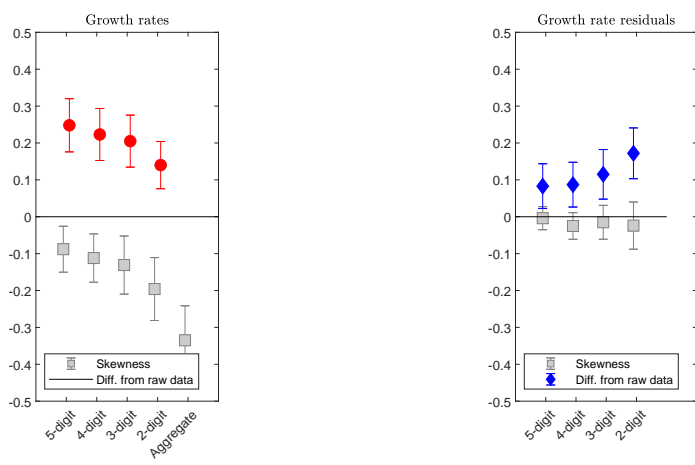 Growth rates
0.5
0.4
0.3
0.2
0.1
0
-0.1
-0.2
-0.3
-0.4
-0.5
Skewness
Diff. from raw data
5-digit
4-digit
3-digit
2-digit
Aggregate
Growth rate residuals
0.5
0.4
0.3
0.2
0.1
0
-0.1
-0.2
-0.3
-0.4
-0.5
Skewness
Diff. from raw data
5-digit
4-digit
3-digit
2-digit